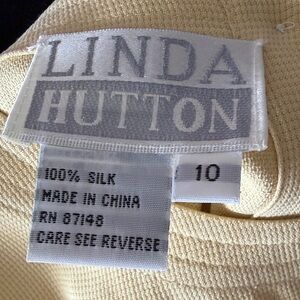 LINDA
HUTTON
100% SILK
MADE IN CHINA
RN 87148
CARE SEE REVERSE
10